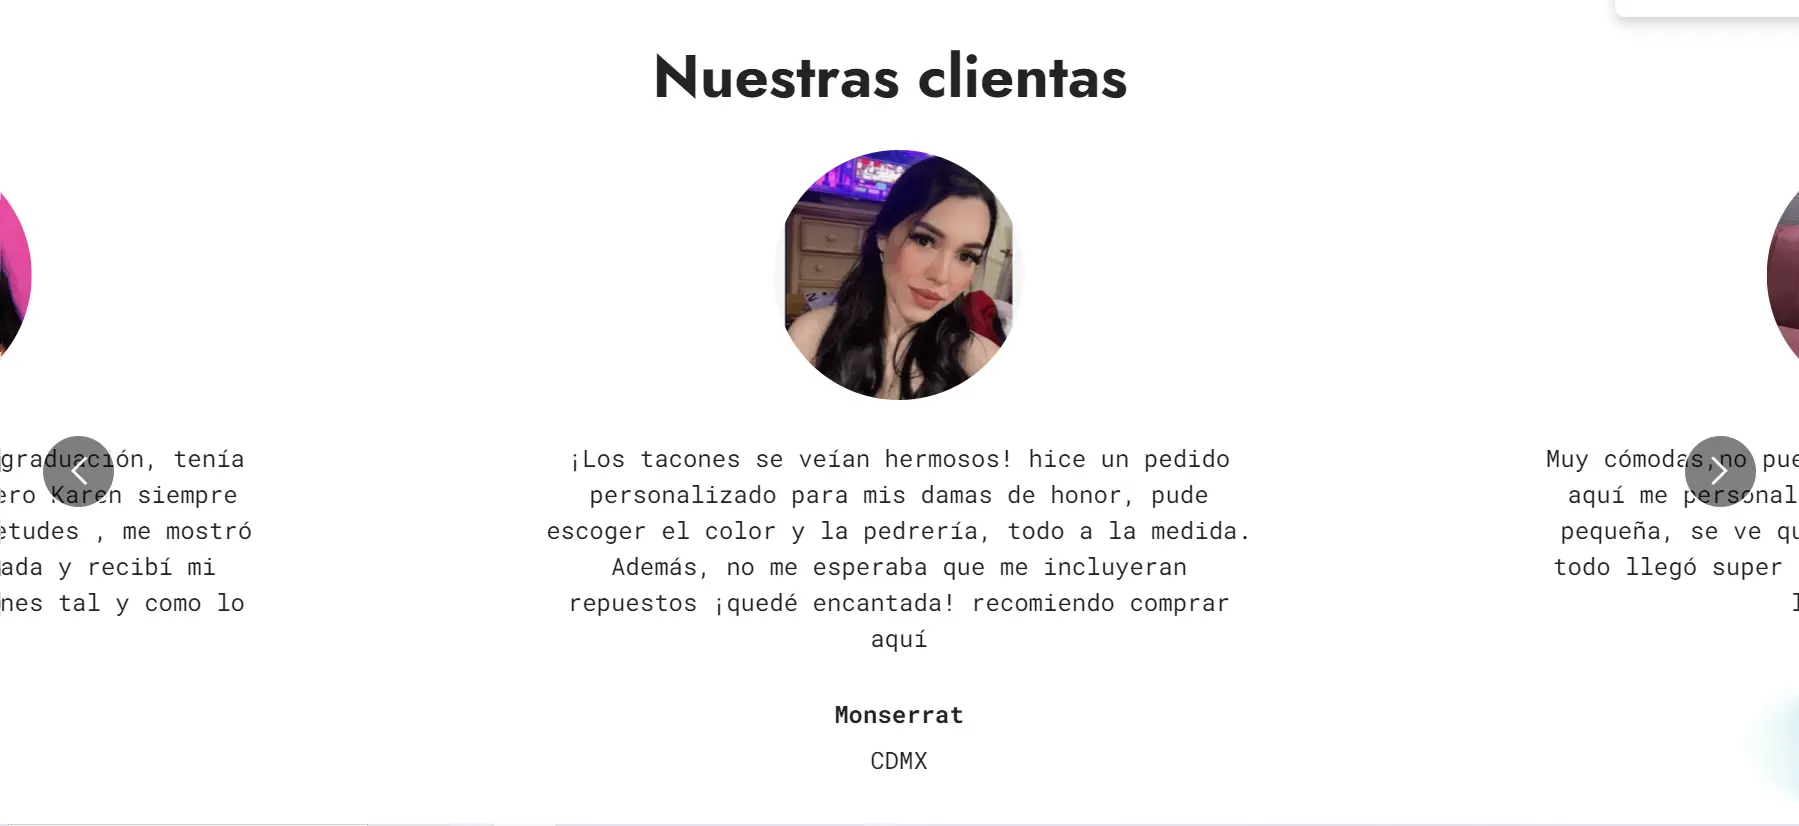 Nuestras clientas
graduación, tenía
ero Karen siempre
etudes , me mostró
ada y recibí mi
nes tal y como lo
¡Los tacones se veían hermosos! hice un pedido
personalizado para mis damas de honor, pude
escoger el color y la pedrería, todo a la medida.
Además, no me esperaba que me incluyeran
repuestos ¡quedé encantada! recomiendo comprar
aquí
Monserrat
CDMX
Muy cómodas,no pue
aquí me personal
pequeña, se ve qu
todo llegó super